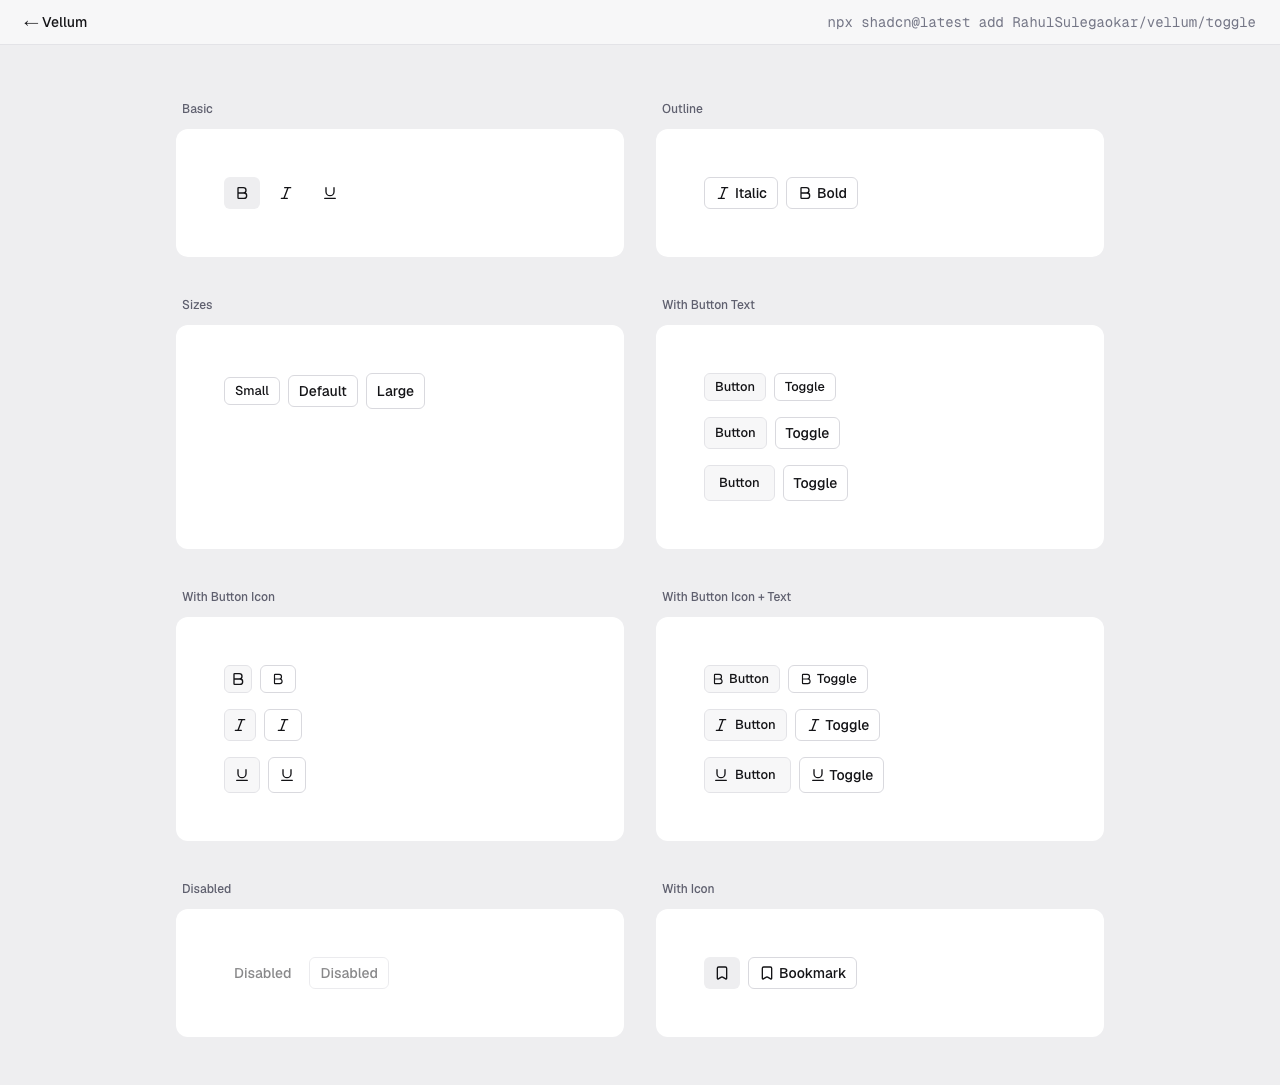 ← Vellum
npx shadcn@latest add RahulSulegaokar/vellum/toggle
Basic
Outline
Italic
Bold
Sizes
With Button Text
Small
Default
Large
Button
Toggle
Button
Toggle
Button
Toggle
With Button Icon
With Button Icon + Text
Button
Toggle
Button
Toggle
Button
Toggle
Disabled
With Icon
Disabled
Disabled
Bookmark